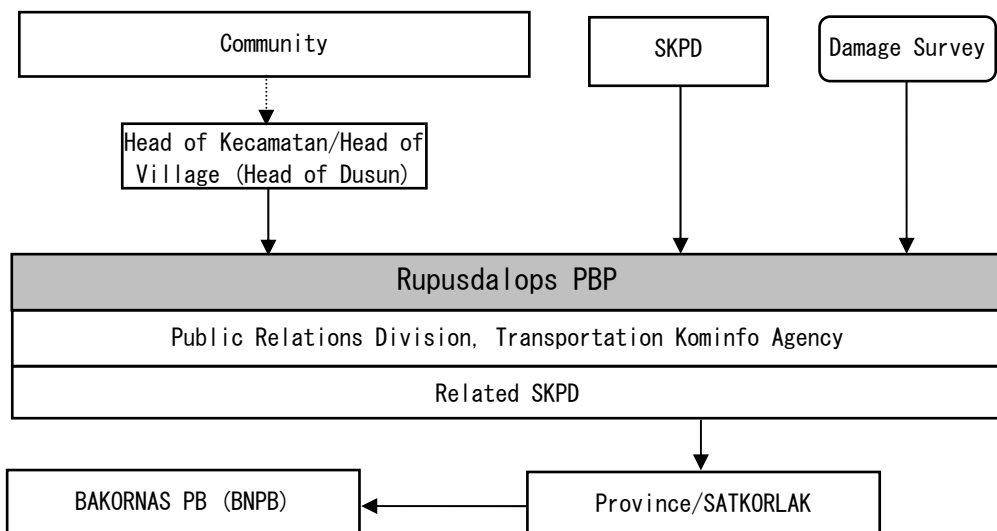 Community
SKPD
Damage Survey
Head of Kecamatan/Head of
Village (Head of Dusun)
Rupusdalops PBP
Public Relations Division, Transportation Kominfo Agency
Related SKPD
BAKORNAS PB (BNPB)
Province/SATKORLAK